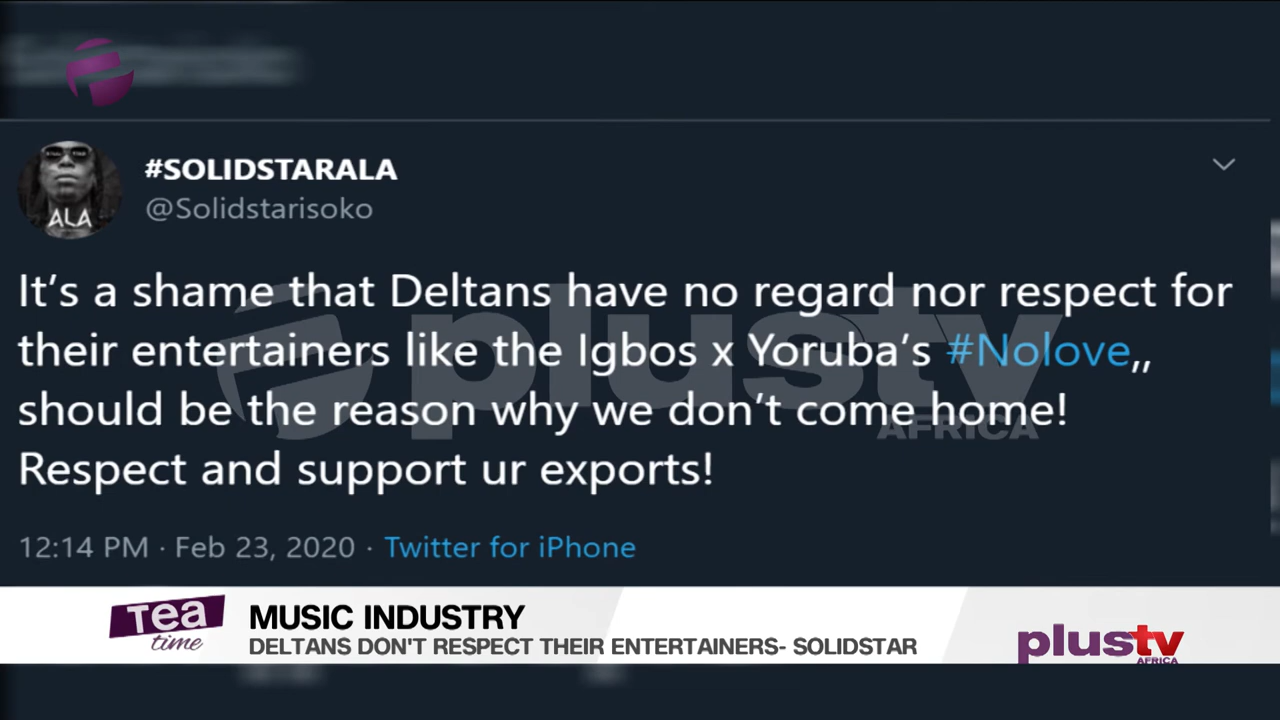 #SOLIDSTARALA
@Solidstarisoko
ALA
It’s a shame that Deltans have no regard nor respect for
their entertainers like the Igbos x Yoruba’s #Nolove,,
should be the reason why we don’t come home!
Respect and support ur exports!
12:14 PM · Feb 23, 2020 · Twitter for iPhone
plustv
AFRICA
Tea
time
MUSIC INDUSTRY
DELTANS DON'T RESPECT THEIR ENTERTAINERS- SOLIDSTAR
plustv
AFRICA